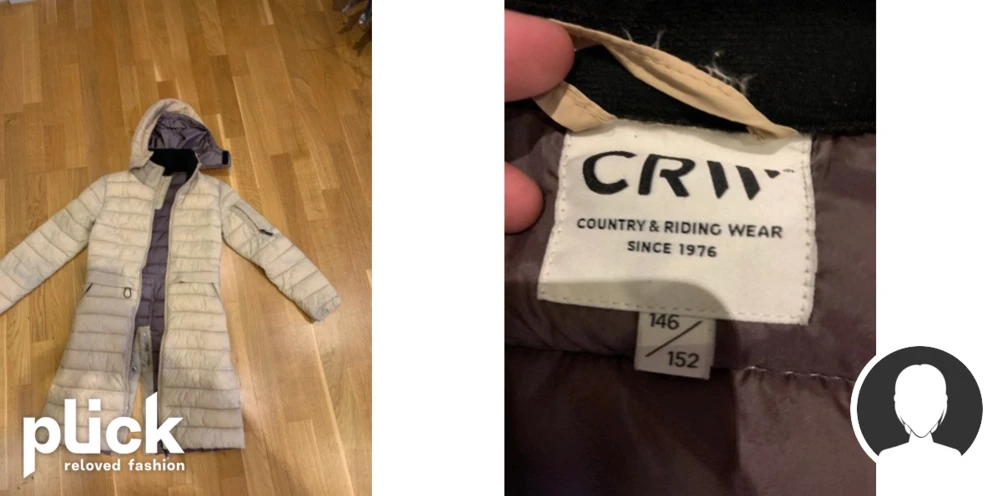 plick
reloved fashion
CRW
COUNTRY & RIDING WEAR
SINCE 1976
146/152